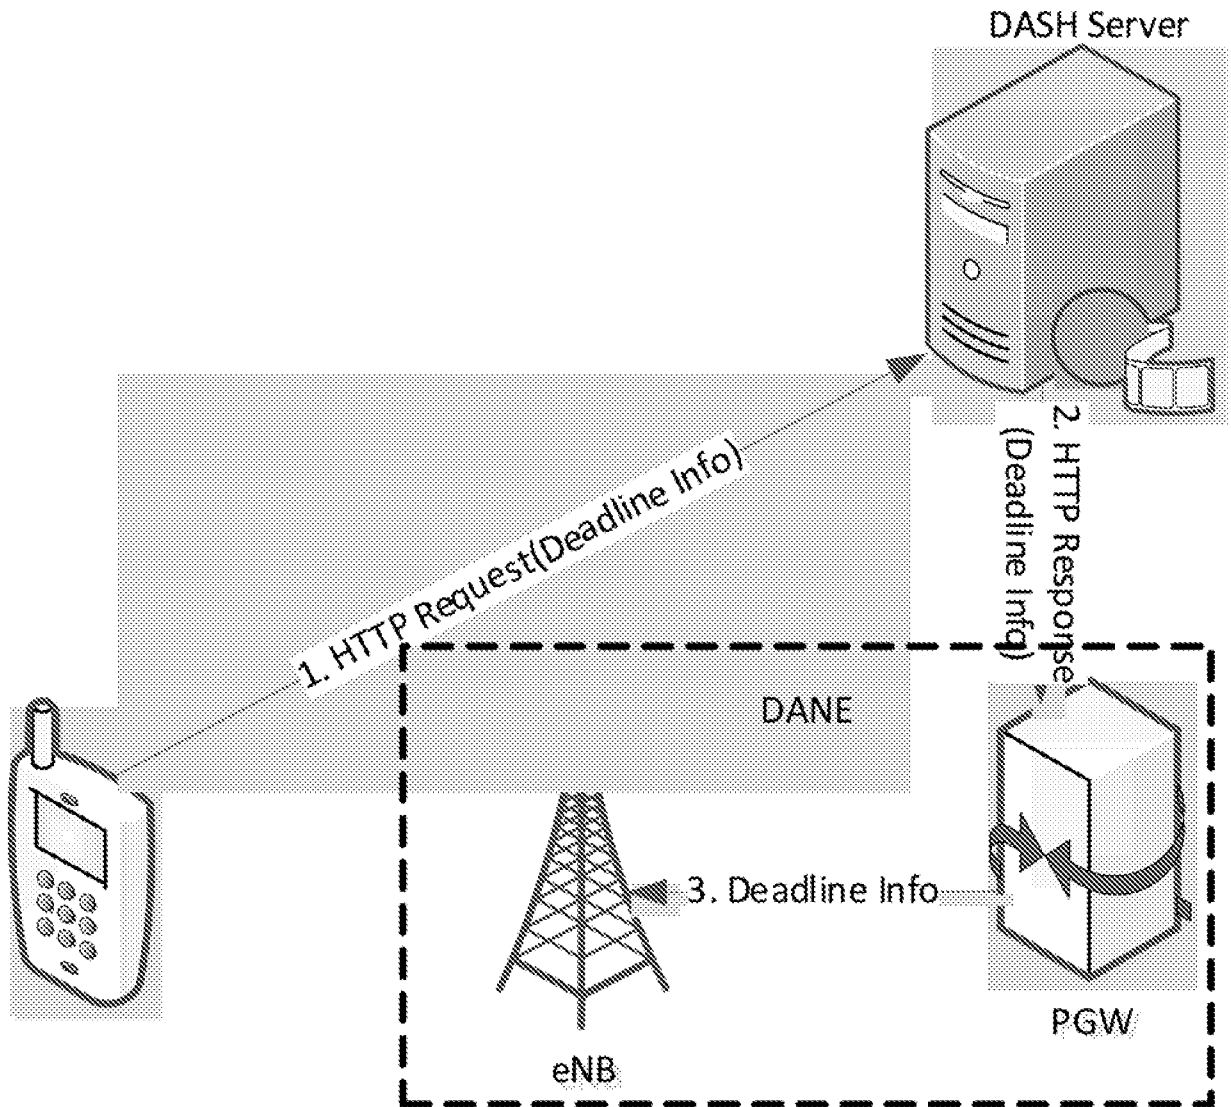 DASH Server
1. HTTP Request(Deadline Info)
2. HTTP Response
(Deadline Info)
DANE
3. Deadline Info
PGW
eNB